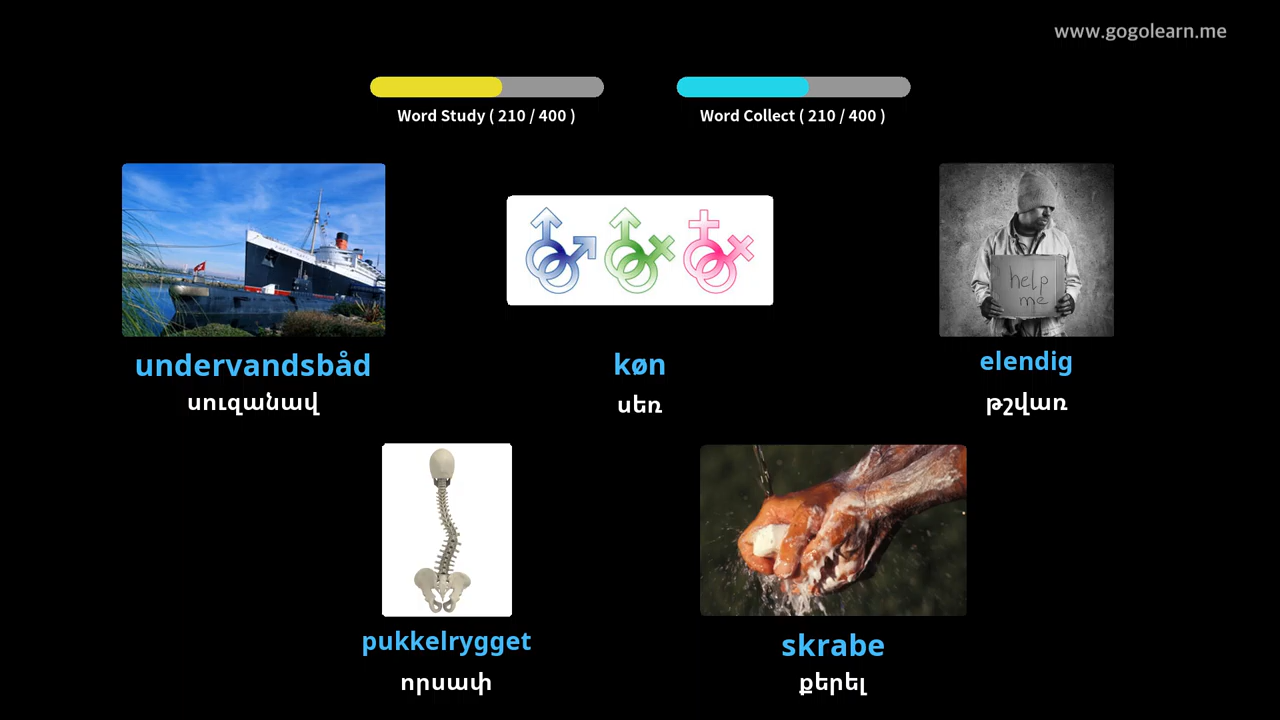 www.gogolearn.me
Word Study ( 210 / 400 )
Word Collect ( 210 / 400 )
undervandsbåd
սուզանավ
køn
սեռ
elendig
թշվառ
help
me
pukkelrygget
որսափ
skrabe
քերել